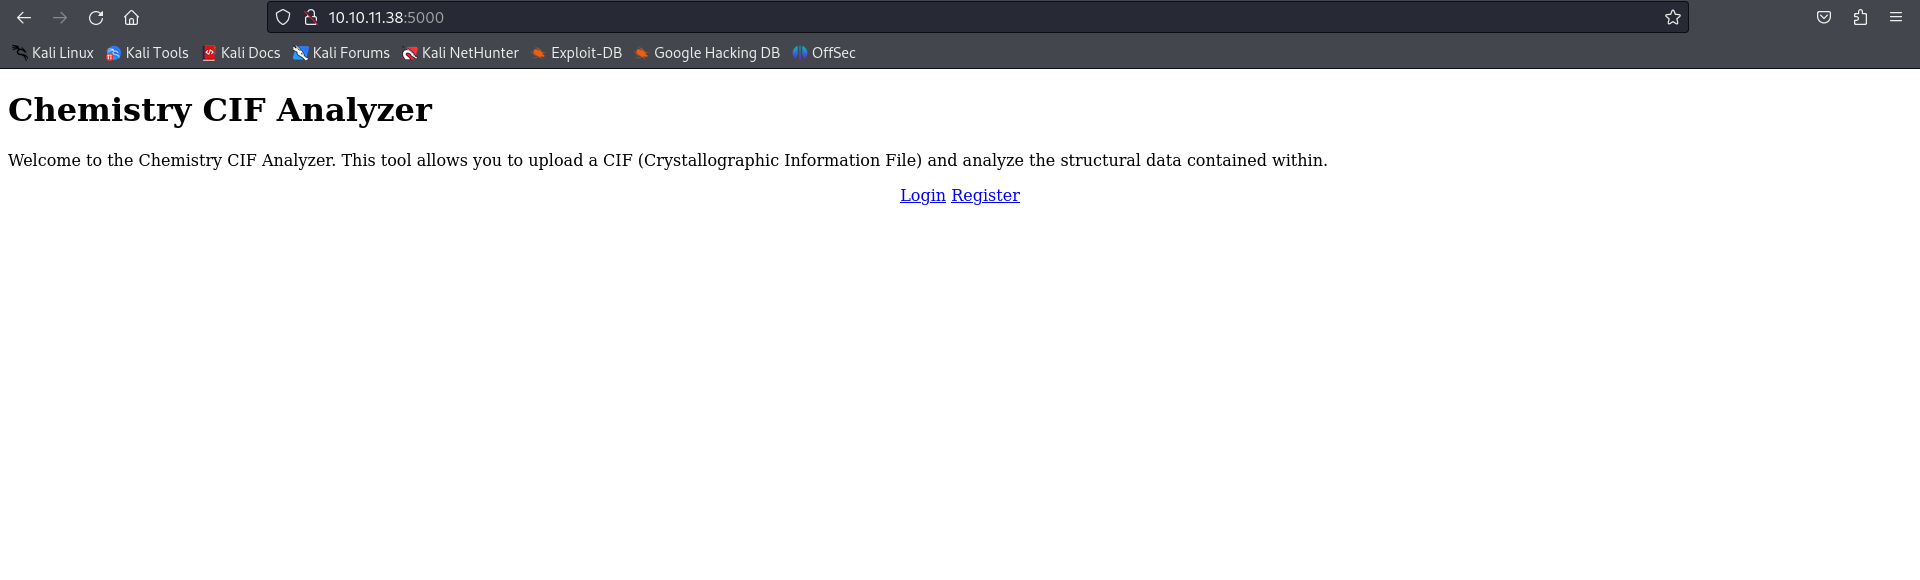 10.10.11.38:5000
Kali Linux Kali Tools Kali Docs Kali Forums Kali NetHunter Exploit-DB Google Hacking DB OffSec
Chemistry CIF Analyzer
Welcome to the Chemistry CIF Analyzer. This tool allows you to upload a CIF (Crystallographic Information File) and analyze the structural data contained within.
Login Register